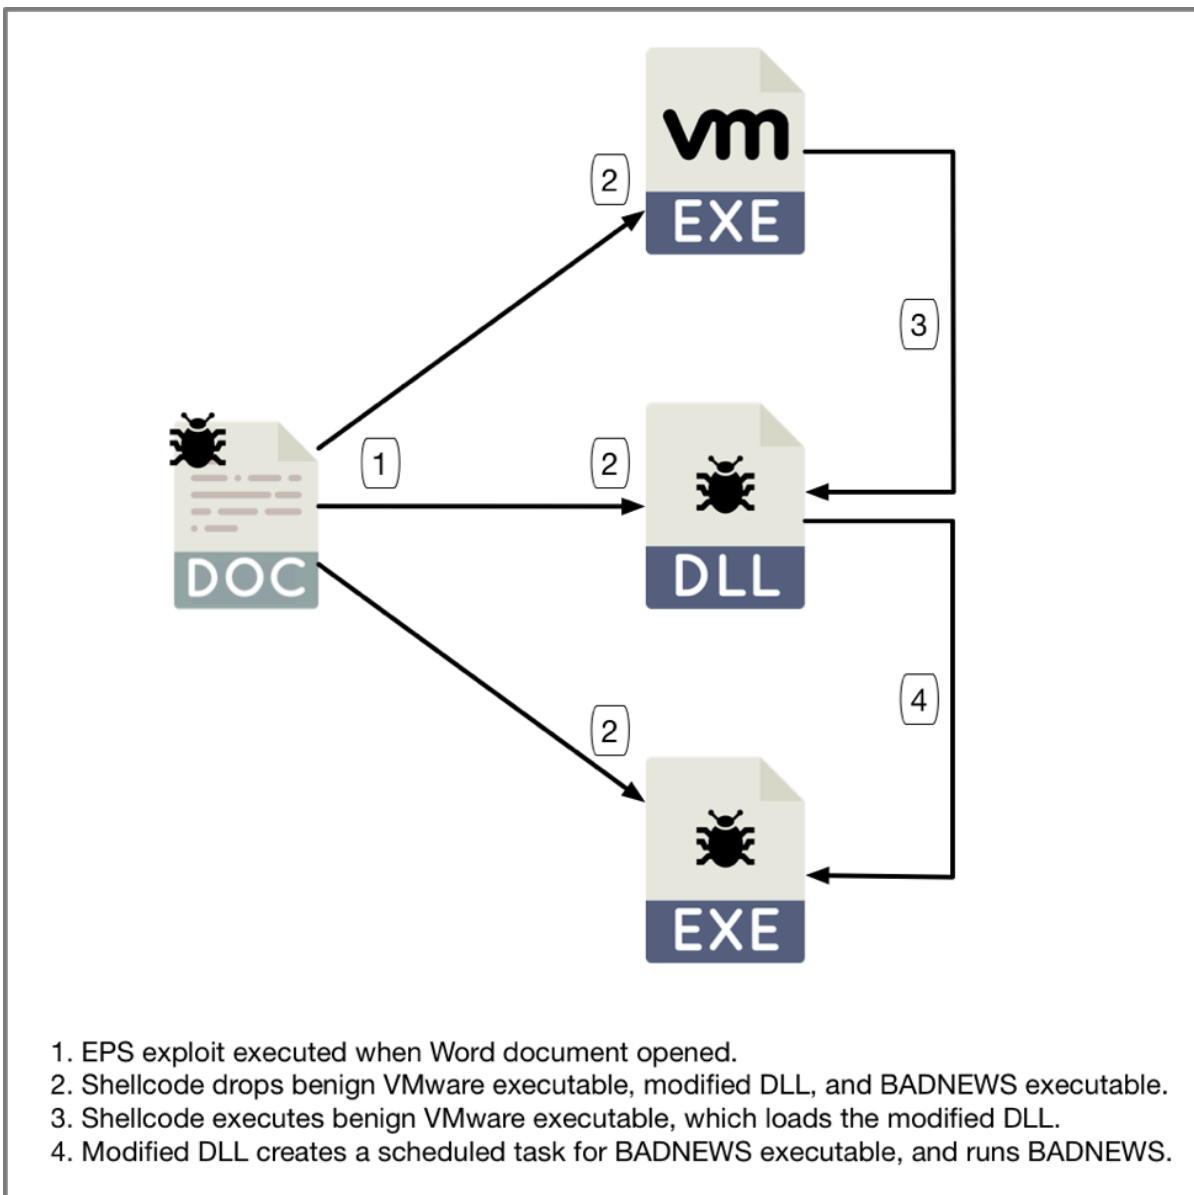 vm
EXE
2
3
1
2
DOC
DLL
4
2
EXE
1. EPS exploit executed when Word document opened.
2. Shellcode drops benign VMware executable, modified DLL, and BADNEWS executable.
3. Shellcode executes benign VMware executable, which loads the modified DLL.
4. Modified DLL creates a scheduled task for BADNEWS executable, and runs BADNEWS.